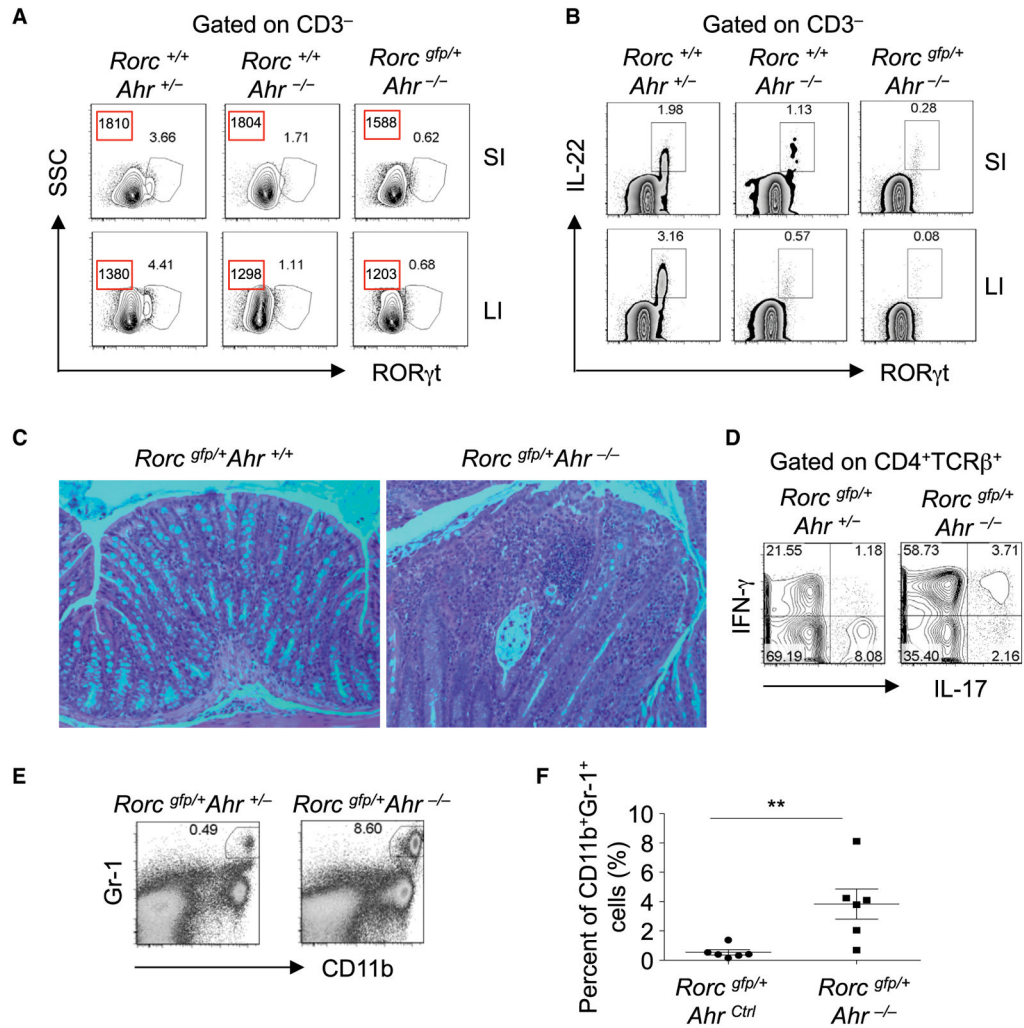 A
Gated on CD3–
Rorc +/+
Ahr +/–
Rorc +/+
Ahr –/–
Rorc gfp/+
Ahr –/–
1810
3.66
1804
1.71
1588
0.62
SI
1380
4.41
1298
1.11
1203
0.68
LI
SSC
RORγt
B
Gated on CD3–
Rorc +/+
Ahr +/–
Rorc +/+
Ahr –/–
Rorc gfp/+
Ahr –/–
1.98
1.13
0.28
SI
3.16
0.57
0.08
LI
IL-22
RORγt
C
Rorc gfp/+Ahr +/+
Rorc gfp/+Ahr –/–
D
Gated on CD4+TCRβ+
Rorc gfp/+
Ahr +/–
Rorc gfp/+
Ahr –/–
21.55
1.18
69.19
8.08
58.73
3.71
35.40
2.16
IFN-γ
IL-17
E
Rorc gfp/+Ahr +/–
Rorc gfp/+Ahr –/–
0.49
8.60
Gr-1
CD11b
F
Percent of CD11b+Gr-1+
cells (%)
10
8
6
4
2
0
**
Rorc gfp/+
Ahr Ctrl
Rorc gfp/+
Ahr –/–